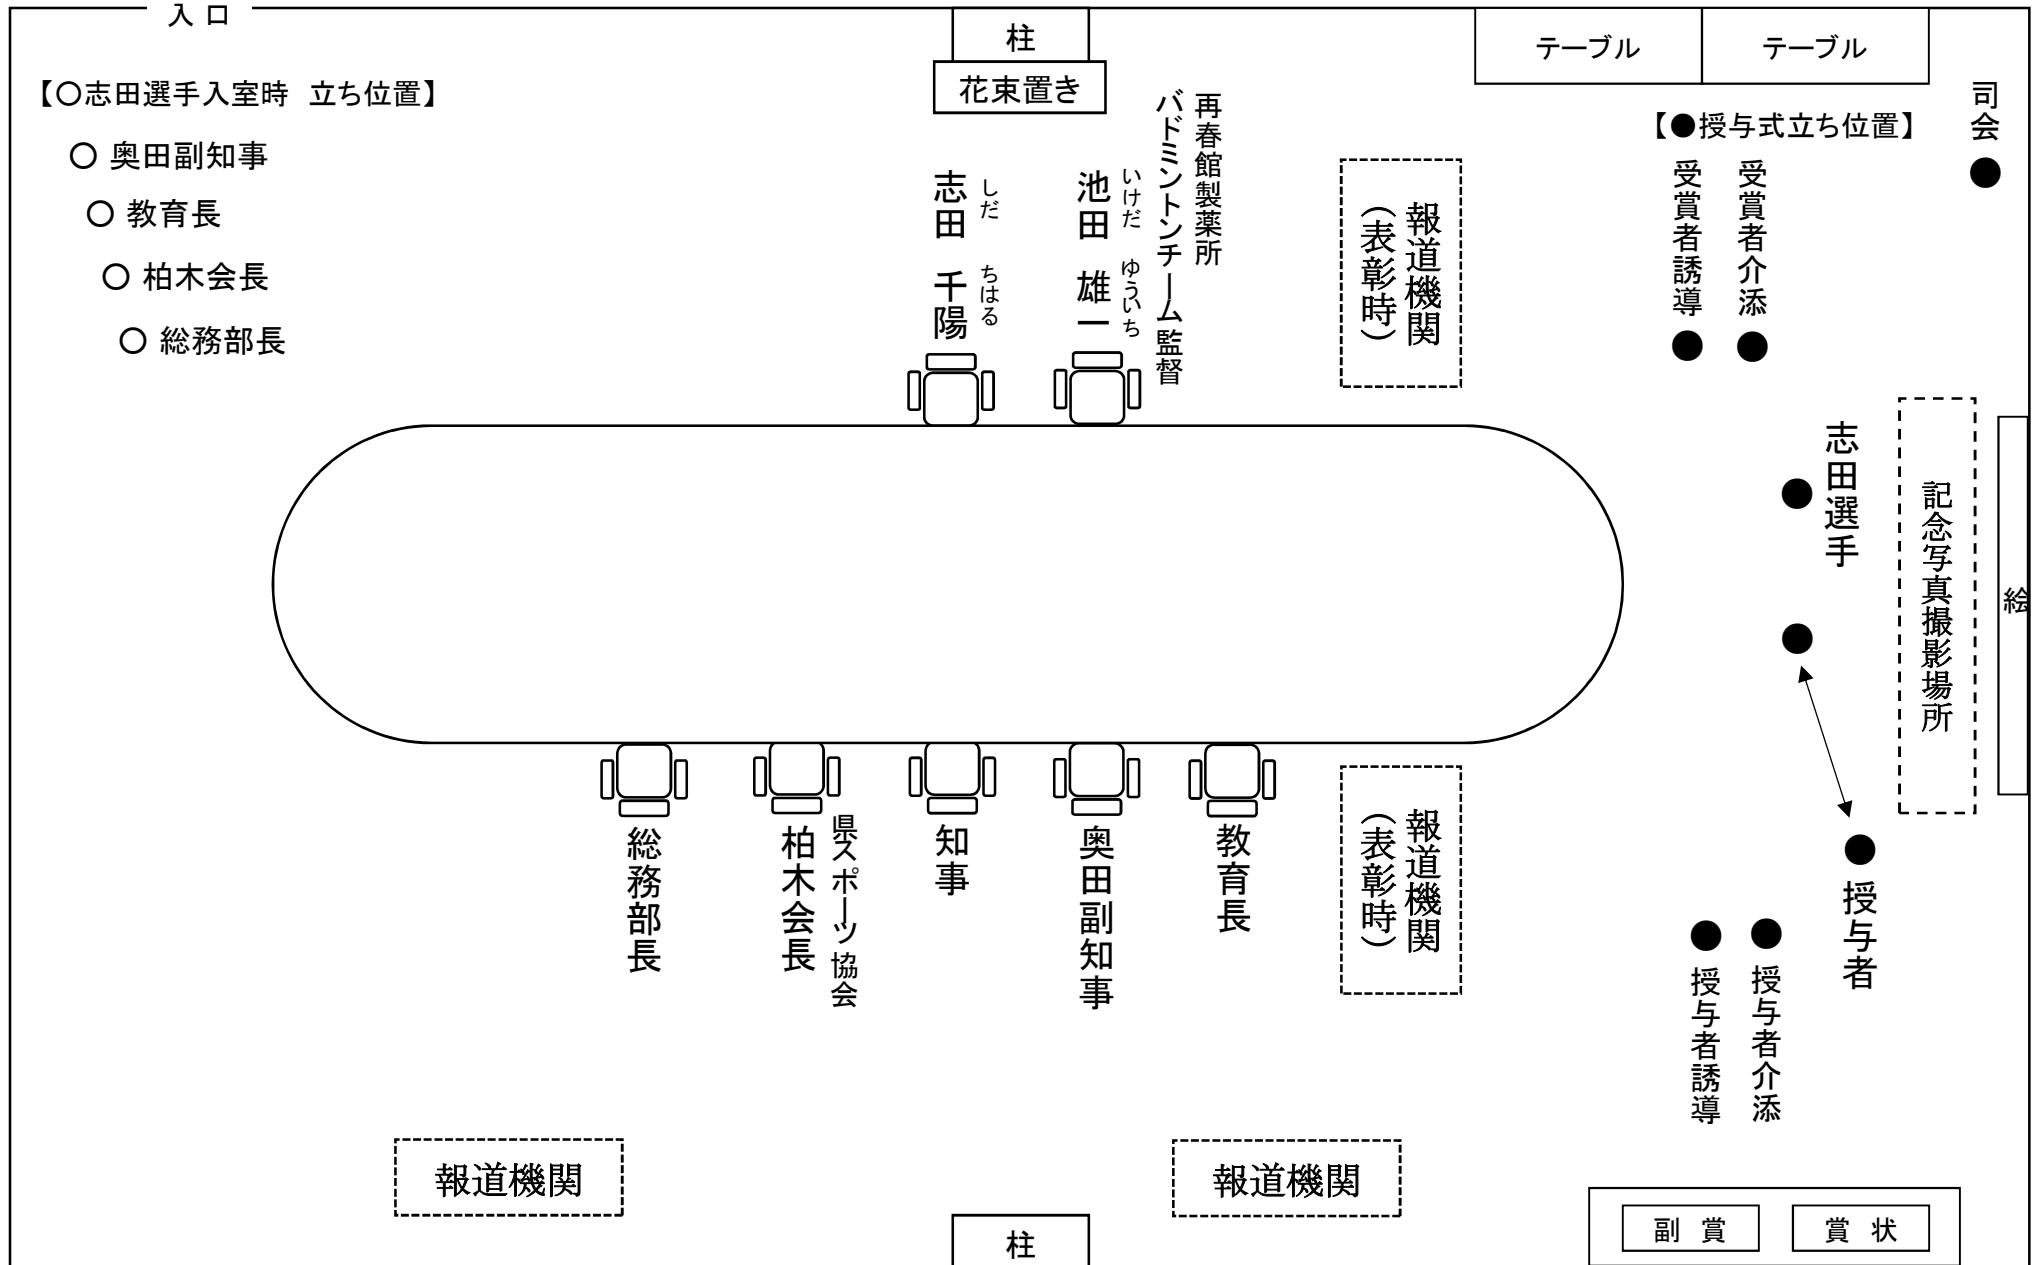 入 口
柱
花束置き
テーブル
テーブル
【○志田選手入室時　立ち位置】
○ 奥田副知事
○ 教育長
○ 柏木会長
○ 総務部長
志田　千陽
しだ　ちはる
再春館製薬所
バドミントンチーム監督
池田　雄一
いけだ　ゆういち
報道機関
（表彰時）
【●授与式立ち位置】
司会
受賞者介添
受賞者誘導
志田選手
記念写真撮影場所
絵
総務部長
県スポーツ協会
柏木会長
知事
奥田副知事
教育長
報道機関
（表彰時）
授与者
授与者介添
授与者誘導
報道機関
報道機関
柱
副 賞
賞 状